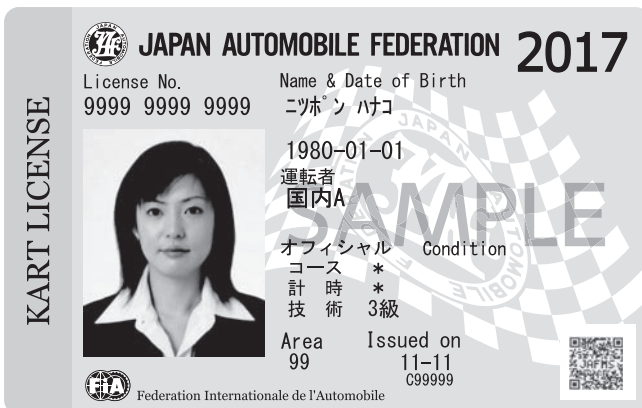 JAPAN AUTOMOBILE FEDERATION 2017
License No.
9999 9999 9999
Name & Date of Birth
ニツポン ハナコ
1980-01-01
運転者
国内A
SAMPLE
オフィシャル Condition
コース *
計 時 *
技 術 3級
Area
99
Issued on
11-11
C99999
KART LICENSE
FIA Federation Internationale de l'Automobile
JAFMS